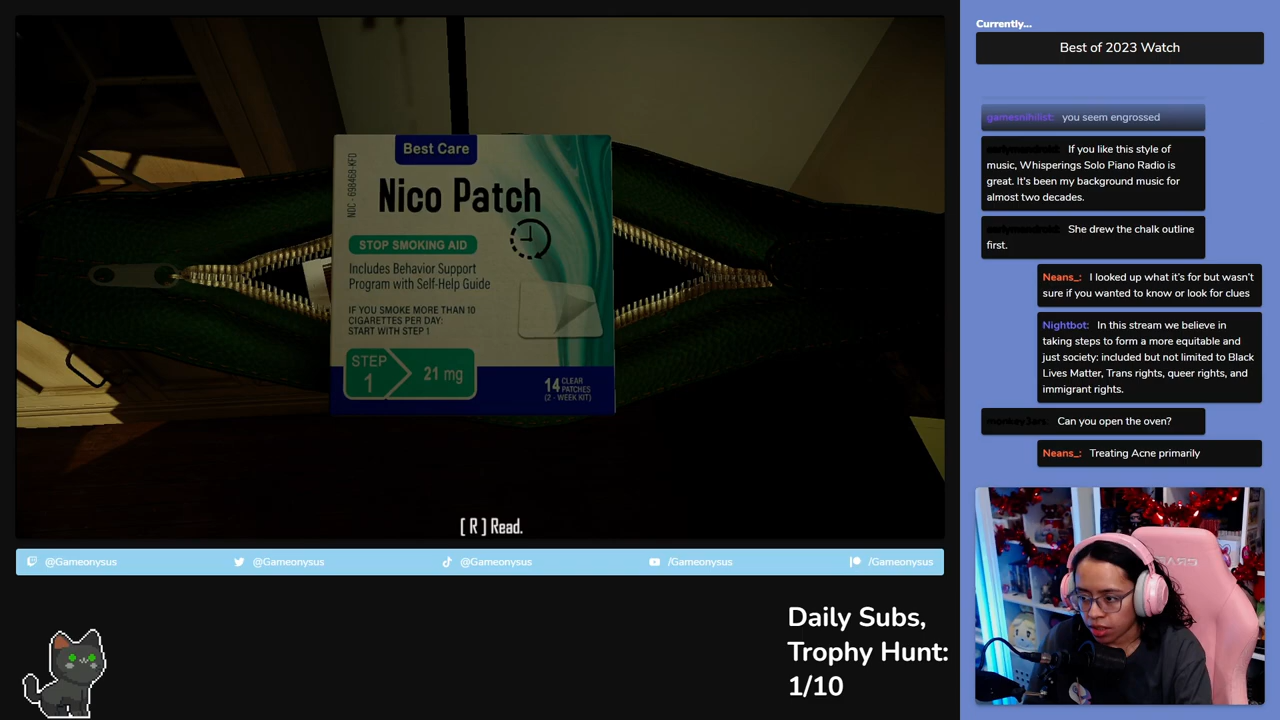 Best Care
NDC - 698468-KFD
Nico Patch
STOP SMOKING AID
Includes Behavior Support
Program with Self-Help Guide
IF YOU SMOKE MORE THAN 10
CIGARETTES PER DAY:
START WITH STEP 1
STEP
1
21 mg
14 CLEAR
PATCHES
(2 - WEEK KIT)
[ R ] Read.
@Gameonysus
@Gameonysus
@Gameonysus
/Gameonysus
/Gameonysus
Daily Subs,
Trophy Hunt:
1/10
Currently...
Best of 2023 Watch
gamesnihilist: you seem engrossed
If you like this style of
music, Whisperings Solo Piano Radio is
great. It's been my background music for
almost two decades.
She drew the chalk outline
first.
Neans_: I looked up what it's for but wasn't
sure if you wanted to know or look for clues
Nightbot: In this stream we believe in
taking steps to form a more equitable and
just society: included but not limited to Black
Lives Matter, Trans rights, queer rights, and
immigrant rights.
Can you open the oven?
Neans_: Treating Acne primarily